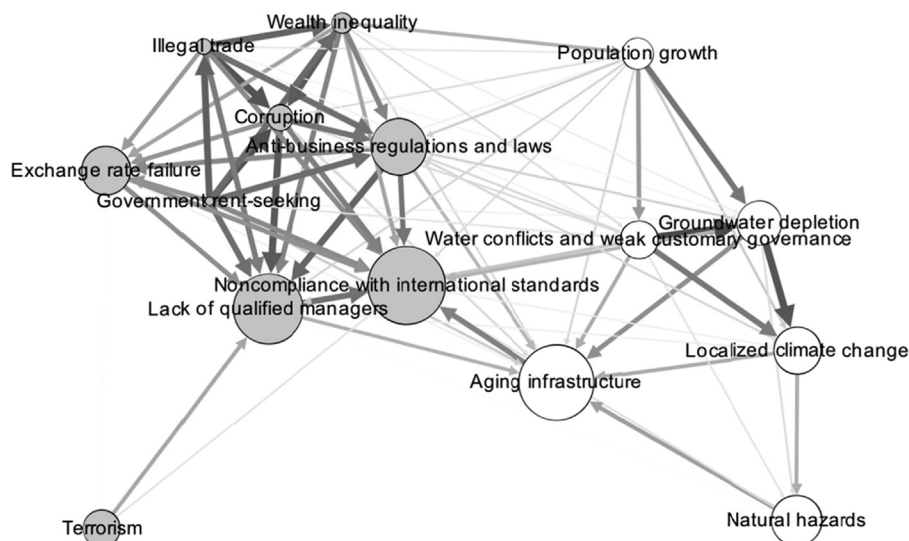 Wealth inequality
Illegal trade
Population growth
Corruption
Anti-business regulations and laws
Exchange rate failure
Government rent-seeking
Groundwater depletion
Water conflicts and weak customary governance
Noncompliance with international standards
Lack of qualified managers
Localized climate change
Aging infrastructure
Natural hazards
Terrorism